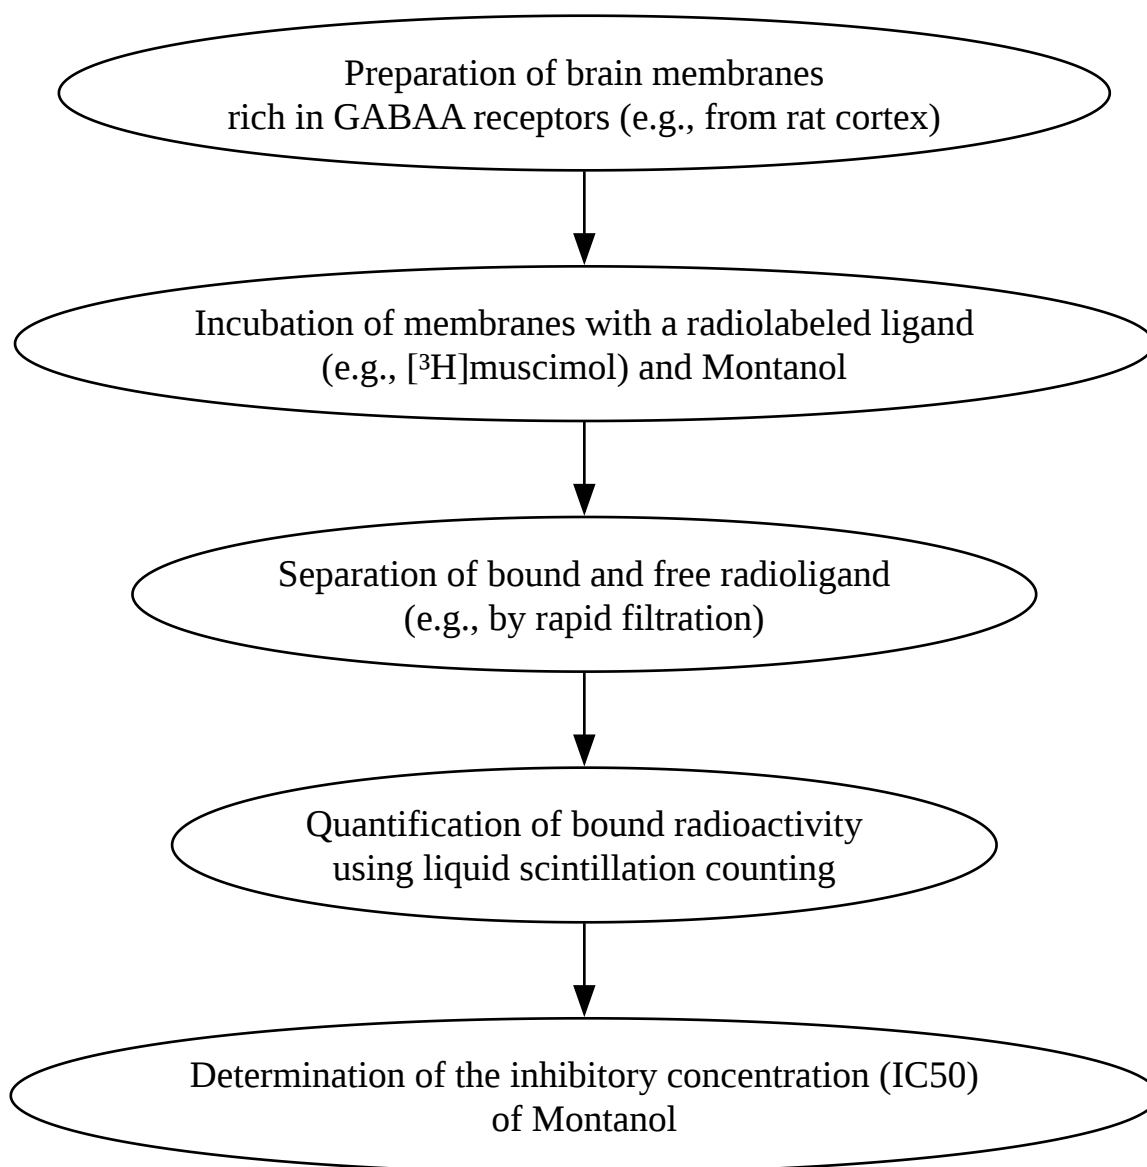 Preparation of brain membranes
rich in GABAA receptors (e.g., from rat cortex)
Incubation of membranes with a radiolabeled ligand
(e.g., [³H]muscimol) and Montanol
Separation of bound and free radioligand
(e.g., by rapid filtration)
Quantification of bound radioactivity
using liquid scintillation counting
Determination of the inhibitory concentration (IC50)
of Montanol